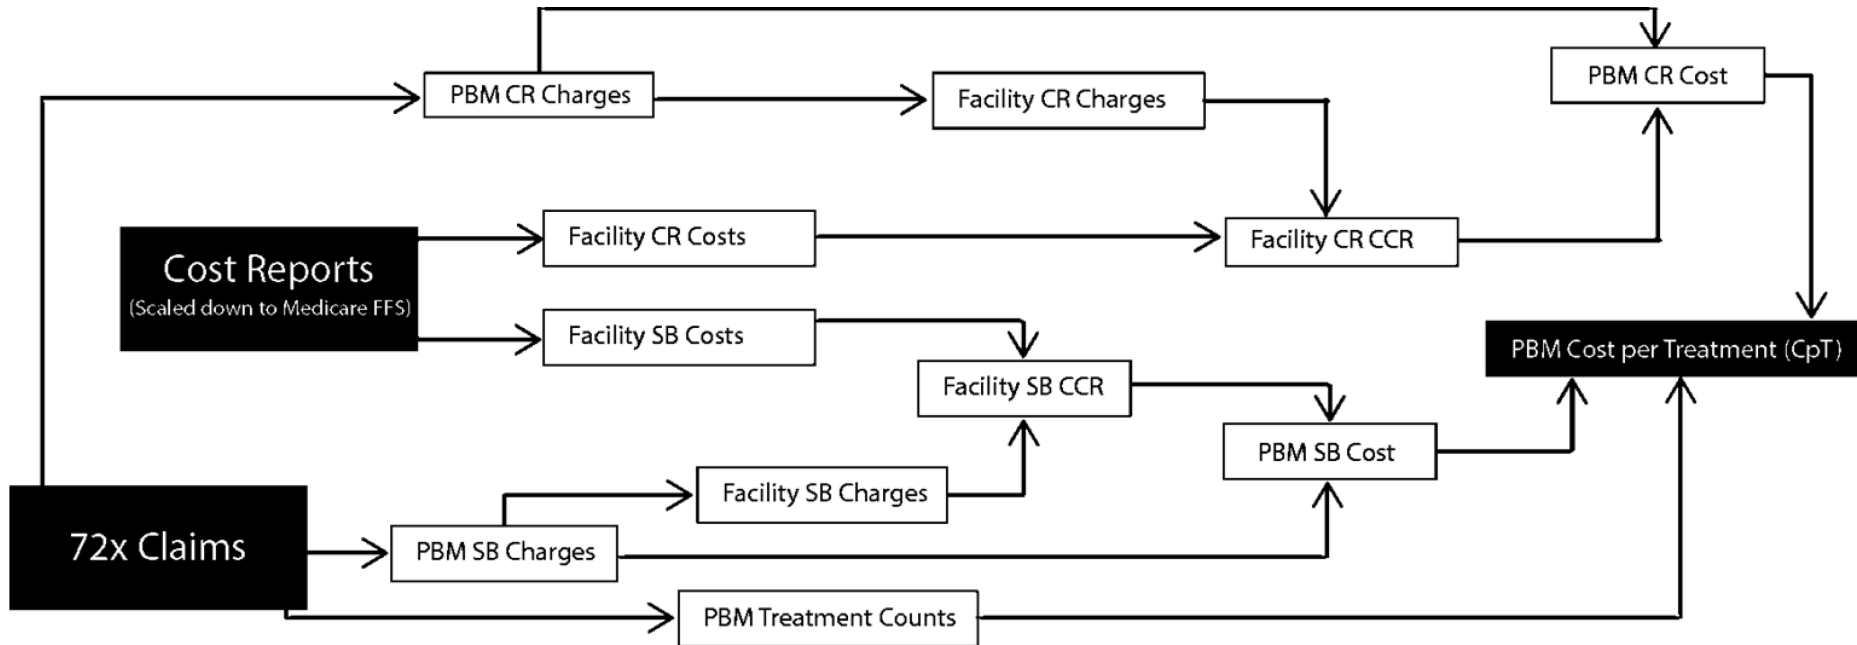 PBM CR Charges
Facility CR Charges
PBM CR Cost
Cost Reports
(Scaled down to Medicare FFS)
Facility CR Costs
Facility CR CCR
Facility SB Costs
Facility SB CCR
PBM Cost per Treatment (CpT)
PBM SB Cost
72x Claims
Facility SB Charges
PBM SB Charges
PBM Treatment Counts